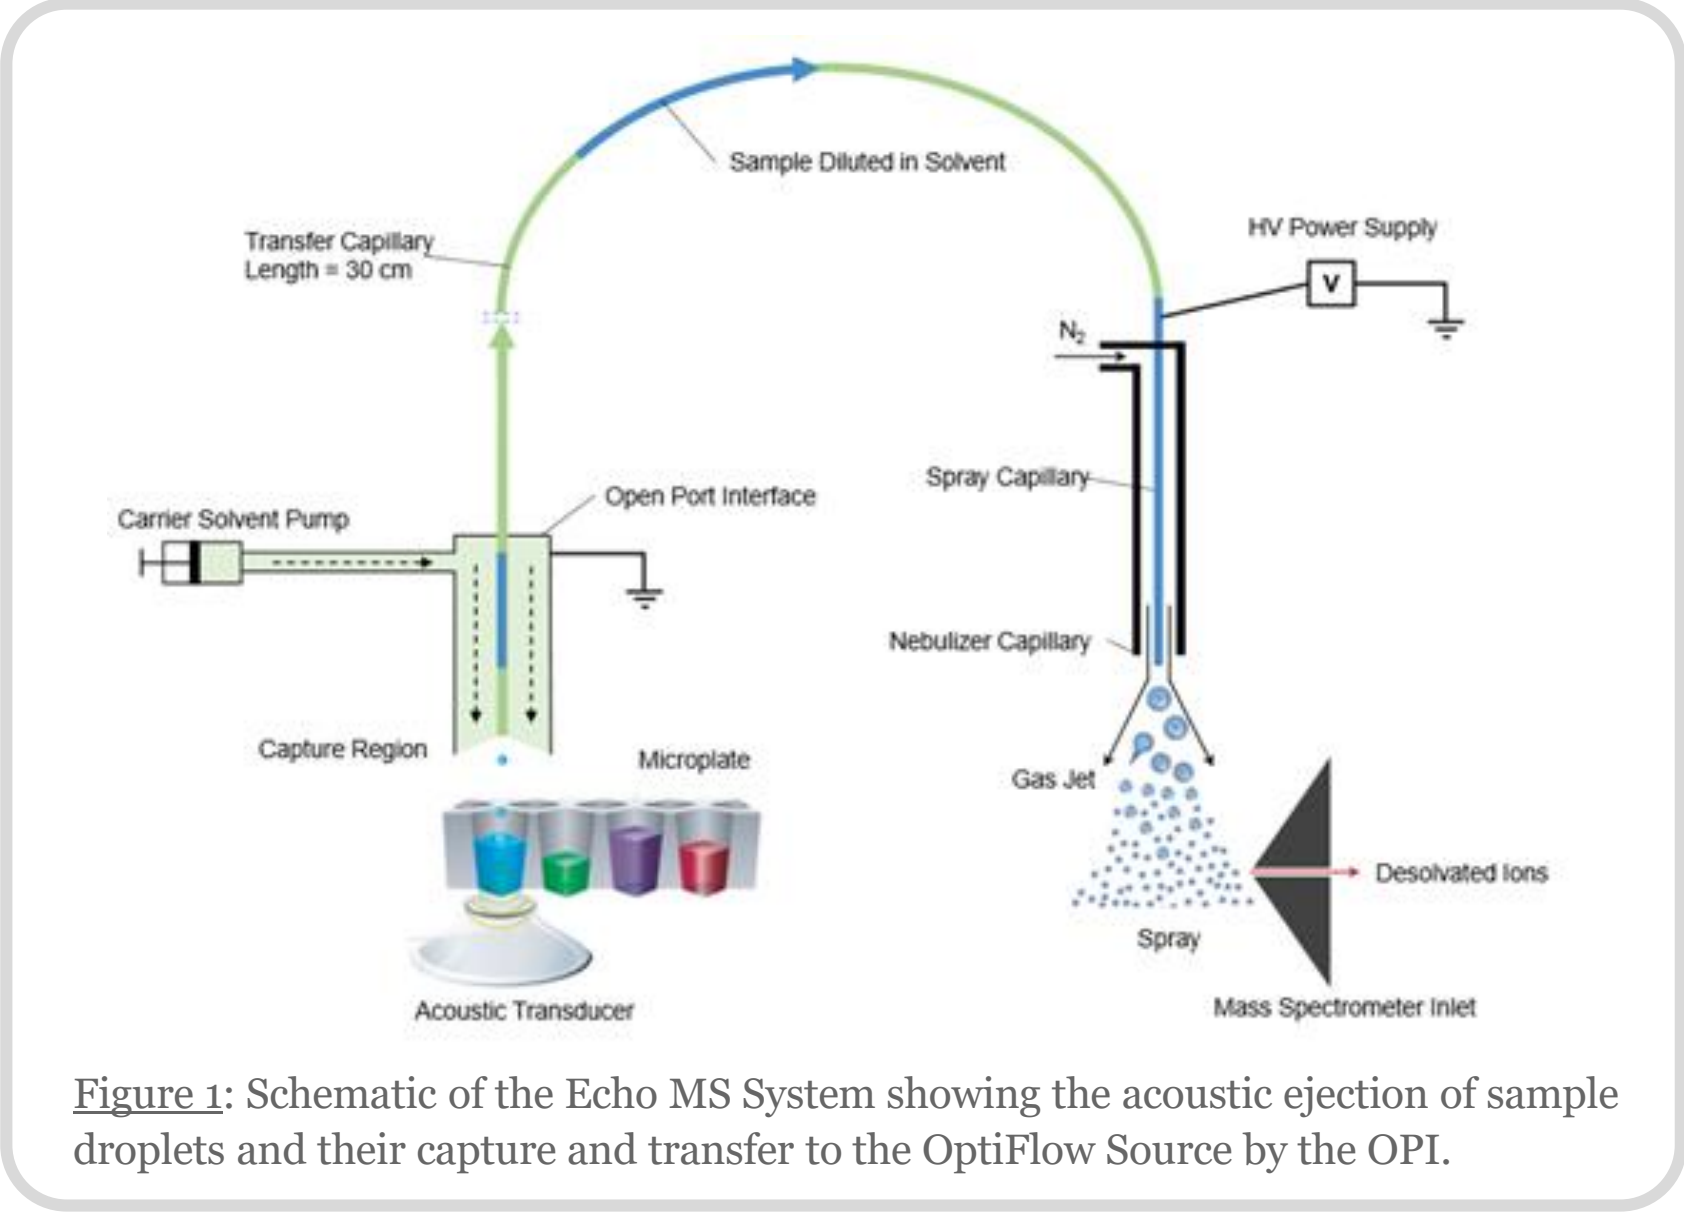 Sample Diluted in Solvent
Transfer Capillary
Length = 30 cm
HV Power Supply
V
N₂
Spray Capillary
Open Port Interface
Carrier Solvent Pump
Nebulizer Capillary
Capture Region
Microplate
Gas Jet
Desolvated Ions
Spray
Acoustic Transducer
Mass Spectrometer Inlet
Figure 1: Schematic of the Echo MS System showing the acoustic ejection of sample
droplets and their capture and transfer to the OptiFlow Source by the OPI.